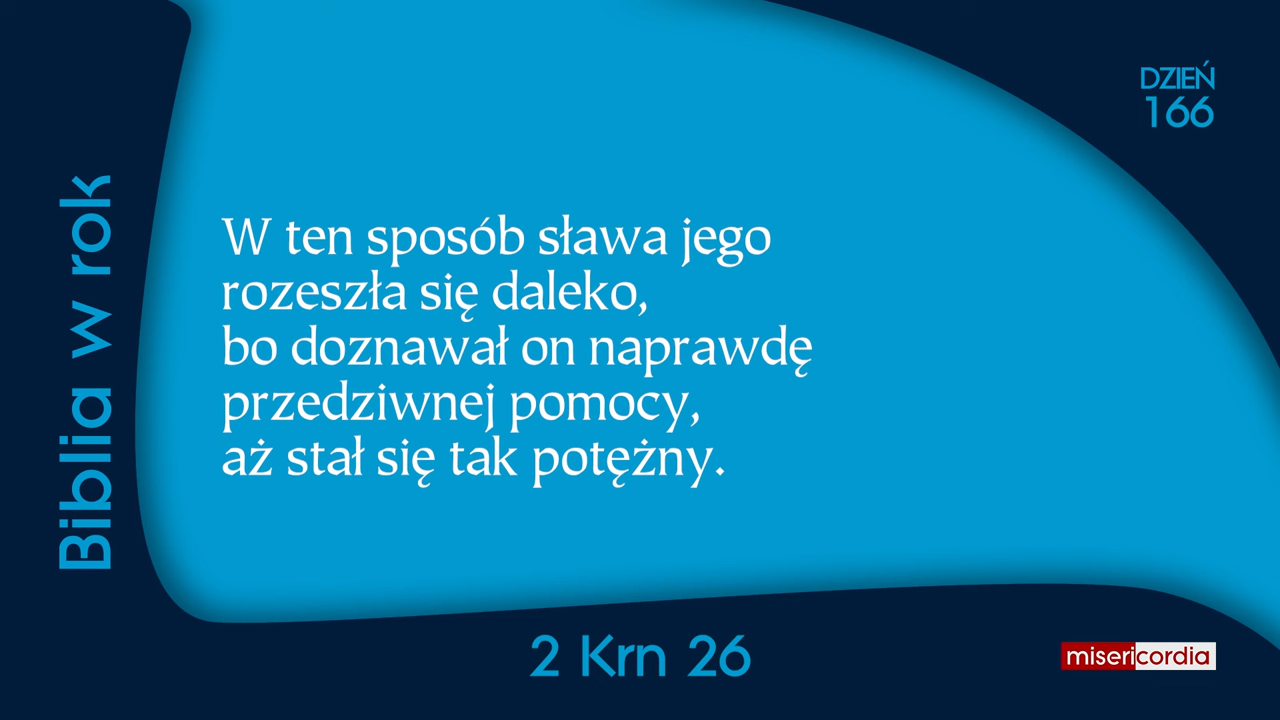 DZIEŃ
166
Biblia w rok
W ten sposób sława jego
rozeszła się daleko,
bo doznawał on naprawdę
przedziwnej pomocy,
aż stał się tak potężny.
2 Krn 26
misericordia